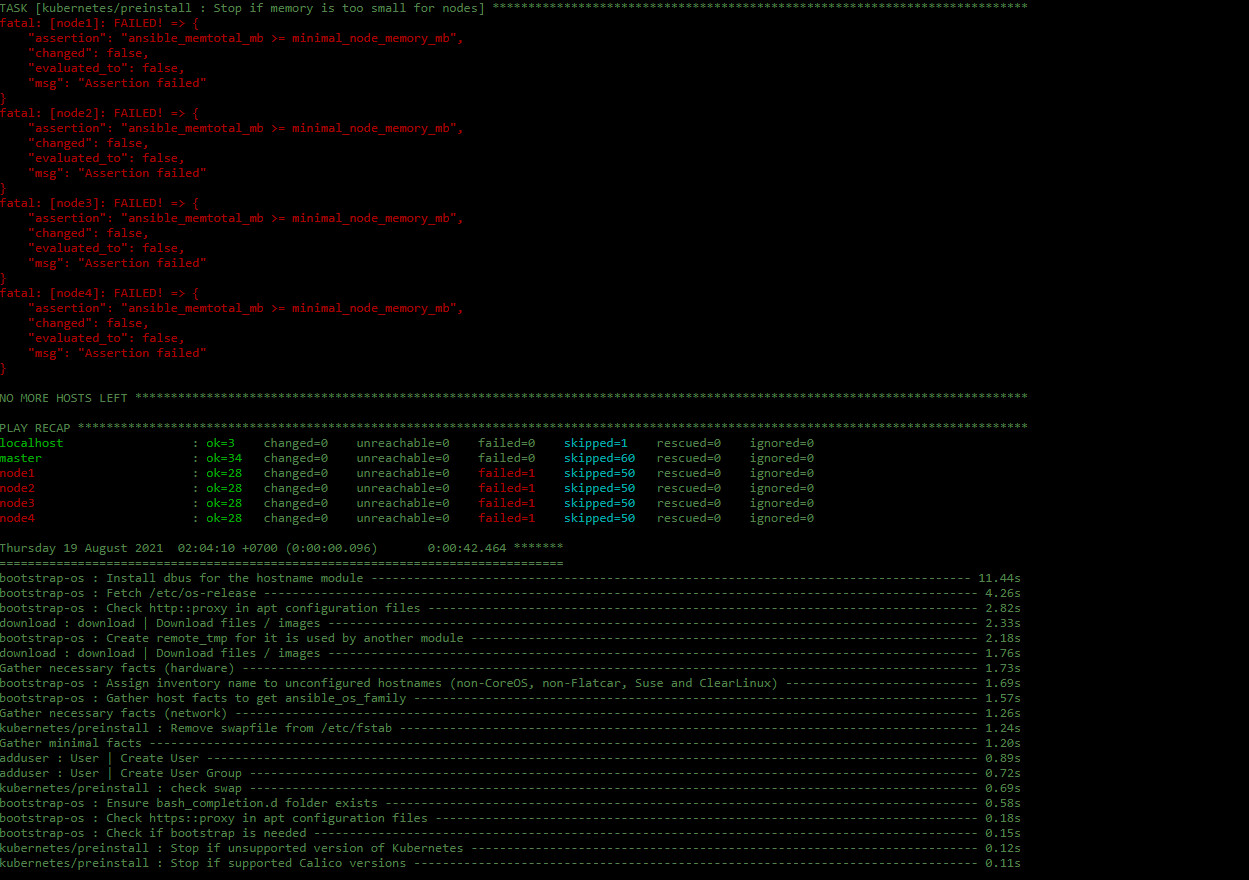 TASK [kubernetes/preinstall : Stop if memory is too small for nodes] ***************************************************************************
fatal: [node1]: FAILED! => {
    "assertion": "ansible_memtotal_mb >= minimal_node_memory_mb",
    "changed": false,
    "evaluated_to": false,
    "msg": "Assertion failed"
}
fatal: [node2]: FAILED! => {
    "assertion": "ansible_memtotal_mb >= minimal_node_memory_mb",
    "changed": false,
    "evaluated_to": false,
    "msg": "Assertion failed"
}
fatal: [node3]: FAILED! => {
    "assertion": "ansible_memtotal_mb >= minimal_node_memory_mb",
    "changed": false,
    "evaluated_to": false,
    "msg": "Assertion failed"
}
fatal: [node4]: FAILED! => {
    "assertion": "ansible_memtotal_mb >= minimal_node_memory_mb",
    "changed": false,
    "evaluated_to": false,
    "msg": "Assertion failed"
}
NO MORE HOSTS LEFT *****************************************************************************************************************************
PLAY RECAP *************************************************************************************************************************************
localhost                  : ok=3    changed=0    unreachable=0    failed=0    skipped=1    rescued=0    ignored=0
master                     : ok=34   changed=0    unreachable=0    failed=0    skipped=60   rescued=0    ignored=0
node1                      : ok=28   changed=0    unreachable=0    failed=1    skipped=50   rescued=0    ignored=0
node2                      : ok=28   changed=0    unreachable=0    failed=1    skipped=50   rescued=0    ignored=0
node3                      : ok=28   changed=0    unreachable=0    failed=1    skipped=50   rescued=0    ignored=0
node4                      : ok=28   changed=0    unreachable=0    failed=1    skipped=50   rescued=0    ignored=0
Thursday 19 August 2021  02:04:10 +0700 (0:00:00.096)       0:00:42.464 *******
===============================================================================
bootstrap-os : Install dbus for the hostname module ------------------------------------------------------------------------------------ 11.44s
bootstrap-os : Fetch /etc/os-release ---------------------------------------------------------------------------------------------------- 4.26s
bootstrap-os : Check http::proxy in apt configuration files ----------------------------------------------------------------------------- 2.82s
download : download | Download files / images ------------------------------------------------------------------------------------------- 2.33s
bootstrap-os : Create remote_tmp for it is used by another module ----------------------------------------------------------------------- 2.18s
download : download | Download files / images ------------------------------------------------------------------------------------------- 1.76s
Gather necessary facts (hardware) ------------------------------------------------------------------------------------------------------- 1.73s
bootstrap-os : Assign inventory name to unconfigured hostnames (non-CoreOS, non-Flatcar, Suse and ClearLinux) --------------------------- 1.69s
bootstrap-os : Gather host facts to get ansible_os_family ------------------------------------------------------------------------------- 1.57s
Gather necessary facts (network) -------------------------------------------------------------------------------------------------------- 1.26s
kubernetes/preinstall : Remove swapfile from /etc/fstab --------------------------------------------------------------------------------- 1.24s
Gather minimal facts -------------------------------------------------------------------------------------------------------------------- 1.20s
adduser : User | Create User ------------------------------------------------------------------------------------------------------------ 0.89s
adduser : User | Create User Group ------------------------------------------------------------------------------------------------------ 0.72s
kubernetes/preinstall : check swap ------------------------------------------------------------------------------------------------------ 0.69s
bootstrap-os : Ensure bash_completion.d folder exists ----------------------------------------------------------------------------------- 0.58s
bootstrap-os : Check https::proxy in apt configuration files ---------------------------------------------------------------------------- 0.18s
bootstrap-os : Check if bootstrap is needed --------------------------------------------------------------------------------------------- 0.15s
kubernetes/preinstall : Stop if unsupported version of Kubernetes ----------------------------------------------------------------------- 0.12s
kubernetes/preinstall : Stop if supported Calico versions ------------------------------------------------------------------------------- 0.11s